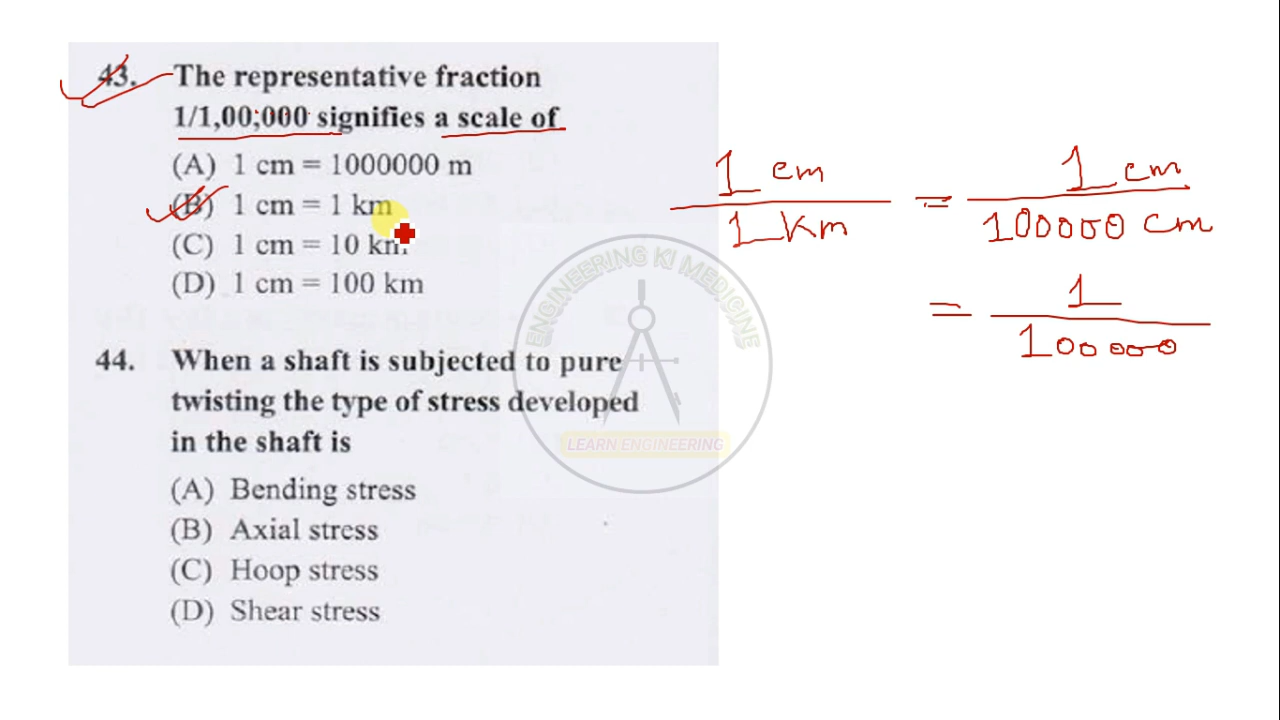 43. The representative fraction
1/1,00,000 signifies a scale of
(A) 1 cm = 1000000 m
(B) 1 cm = 1 km
(C) 1 cm = 10 km
(D) 1 cm = 100 km
44. When a shaft is subjected to pure
twisting the type of stress developed
in the shaft is
(A) Bending stress
(B) Axial stress
(C) Hoop stress
(D) Shear stress
1 cm
1 Km
=
1 cm
100000 cm
=
1
100000
ENGINEERING KI MEDICINE
LEARN ENGINEERING